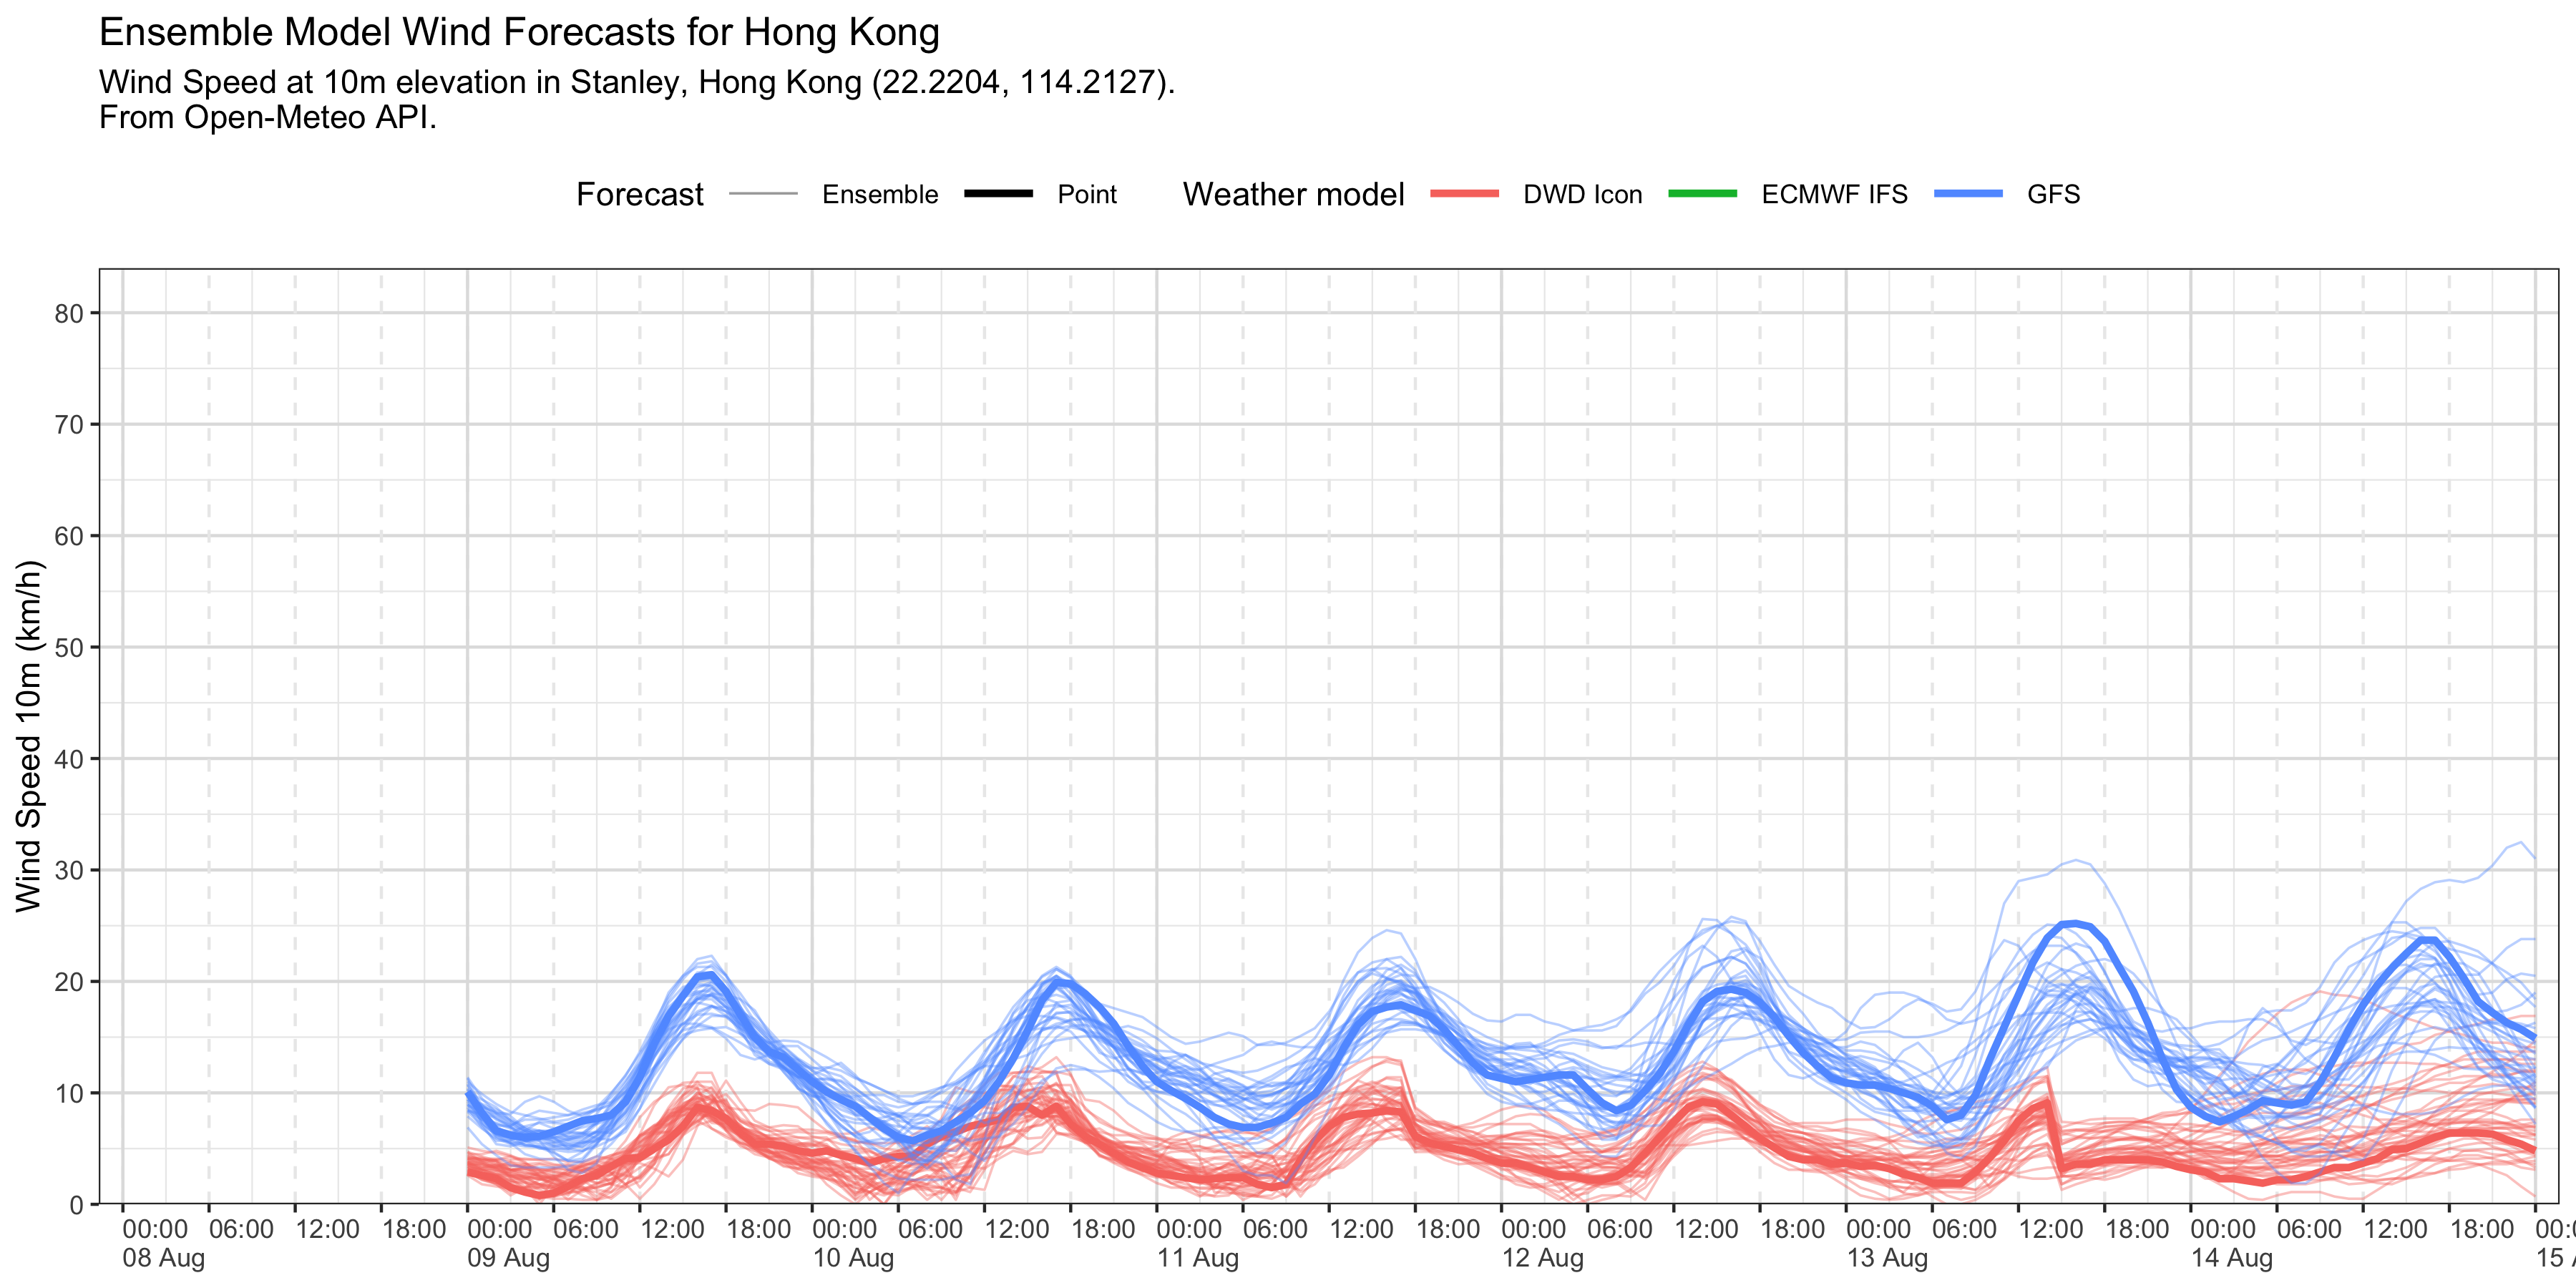 Ensemble Model Wind Forecasts for Hong Kong
Wind Speed at 10m elevation in Stanley, Hong Kong (22.2204, 114.2127).
From Open-Meteo API.
Forecast Ensemble Point Weather model DWD Icon ECMWF IFS GFS
Wind Speed 10m (km/h)
80
70
60
50
40
30
20
10
0
00:00 06:00 12:00 18:00 00:00 06:00 12:00 18:00 00:00 06:00 12:00 18:00 00:00 06:00 12:00 18:00 00:00 06:00 12:00 18:00 00:00 06:00 12:00 18:00 00:00 06:00 12:00 18:00 00:0
08 Aug 09 Aug 10 Aug 11 Aug 12 Aug 13 Aug 14 Aug 15 A